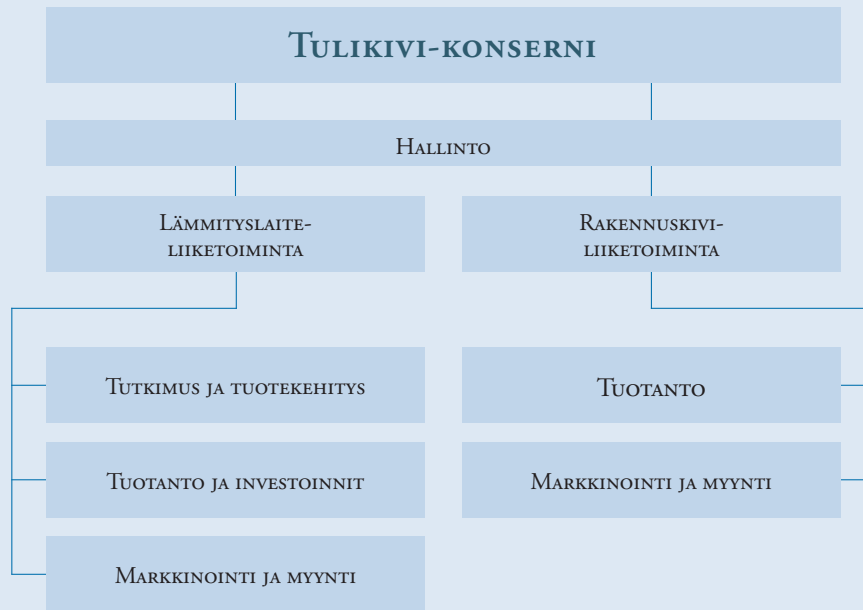 Tulikivi-konserni
Hallinto
Lämmityslaite-
liiketoiminta
Rakennuskivi-
liiketoiminta
Tutkimus ja tuotekehitys
Tuotanto
Tuotanto ja investoinnit
Markkinointi ja myynti
Markkinointi ja myynti